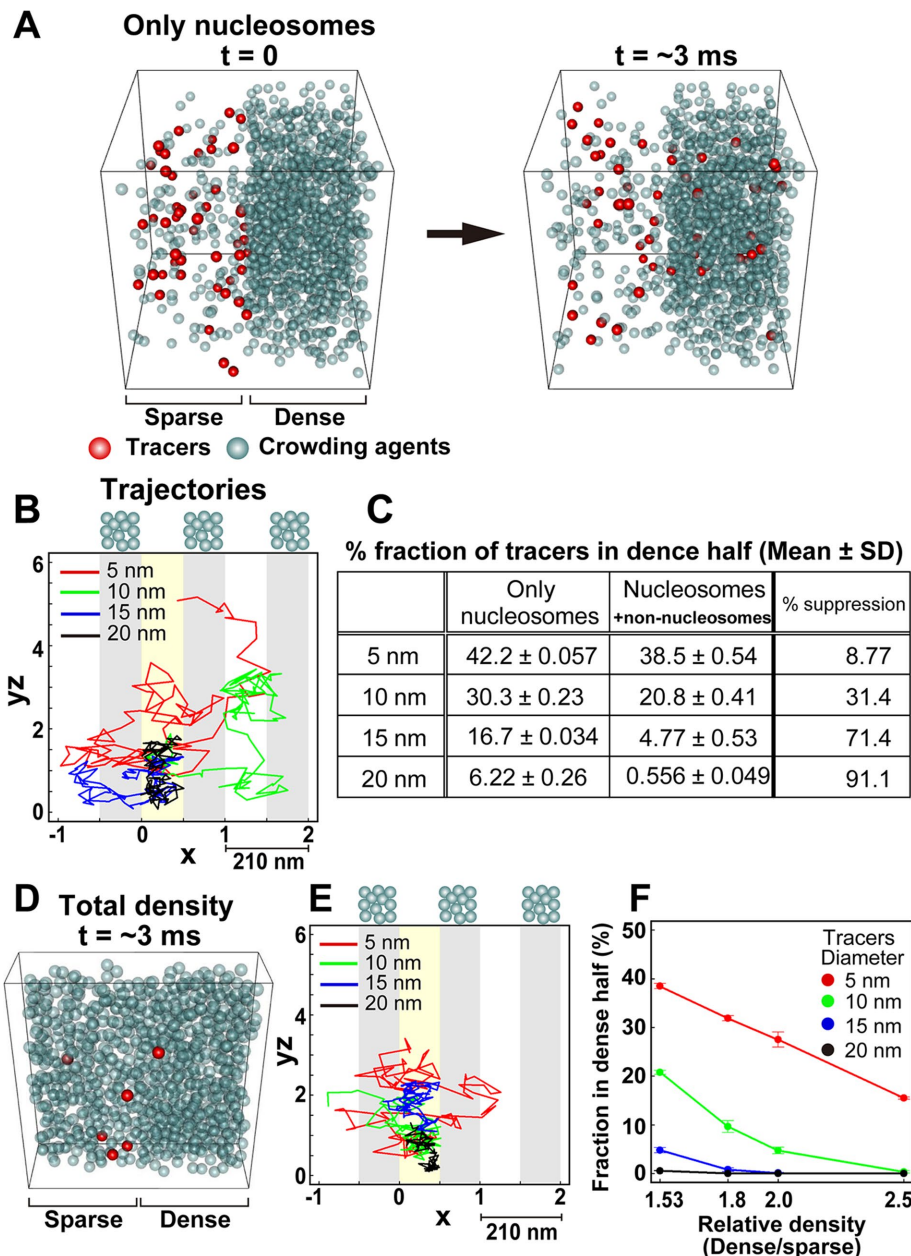 A
Only nucleosomes
t = 0
t = ~3 ms
Sparse
Dense
Tracers
Crowding agents
B
Trajectories
6
4
2
0
yz
5 nm
10 nm
15 nm
20 nm
-1
0
1
2
x
210 nm
C
% fraction of tracers in dence half (Mean ± SD)
Only nucleosomes
Nucleosomes +non-nucleosomes
% suppression
5 nm 42.2 ± 0.057 38.5 ± 0.54 8.77
10 nm 30.3 ± 0.23 20.8 ± 0.41 31.4
15 nm 16.7 ± 0.034 4.77 ± 0.53 71.4
20 nm 6.22 ± 0.26 0.556 ± 0.049 91.1
D
Total density
t = ~3 ms
Sparse
Dense
E
6
4
2
0
yz
5 nm
10 nm
15 nm
20 nm
-1
0
1
2
x
210 nm
F
Fraction in dense half (%)
50
40
30
20
10
0
Tracers
Diameter
5 nm
10 nm
15 nm
20 nm
1.53
1.8
2.0
2.5
Relative density
(Dense/sparse)